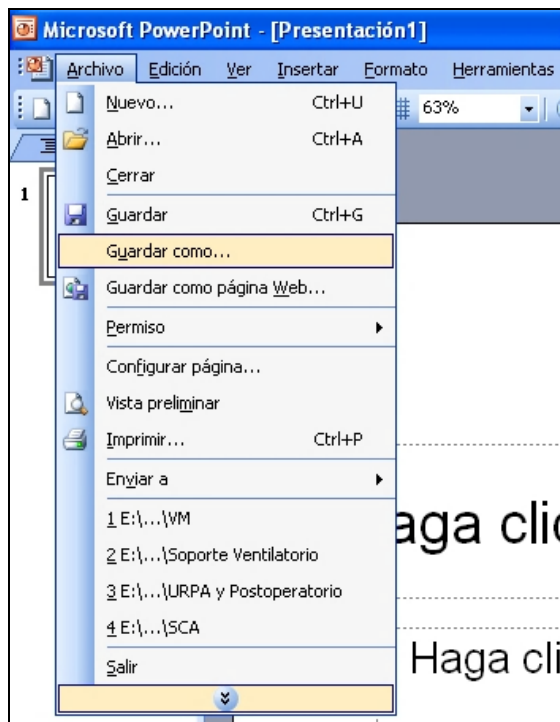 Microsoft PowerPoint - [Presentación1]
Archivo Edición Ver Insertar Formato Herramientas
63%
Nuevo... Ctrl+U
Abrir... Ctrl+A
Cerrar
1
Guardar Ctrl+G
Guardar como...
Guardar como página Web...
Permiso
Configurar página...
Vista preliminar
Imprimir... Ctrl+P
Enviar a
1 E:\...\VM
aga clic
2 E:\...\Soporte Ventilatorio
3 E:\...\URPA y Postoperatorio
4 E:\...\SCA
Salir
Haga cli